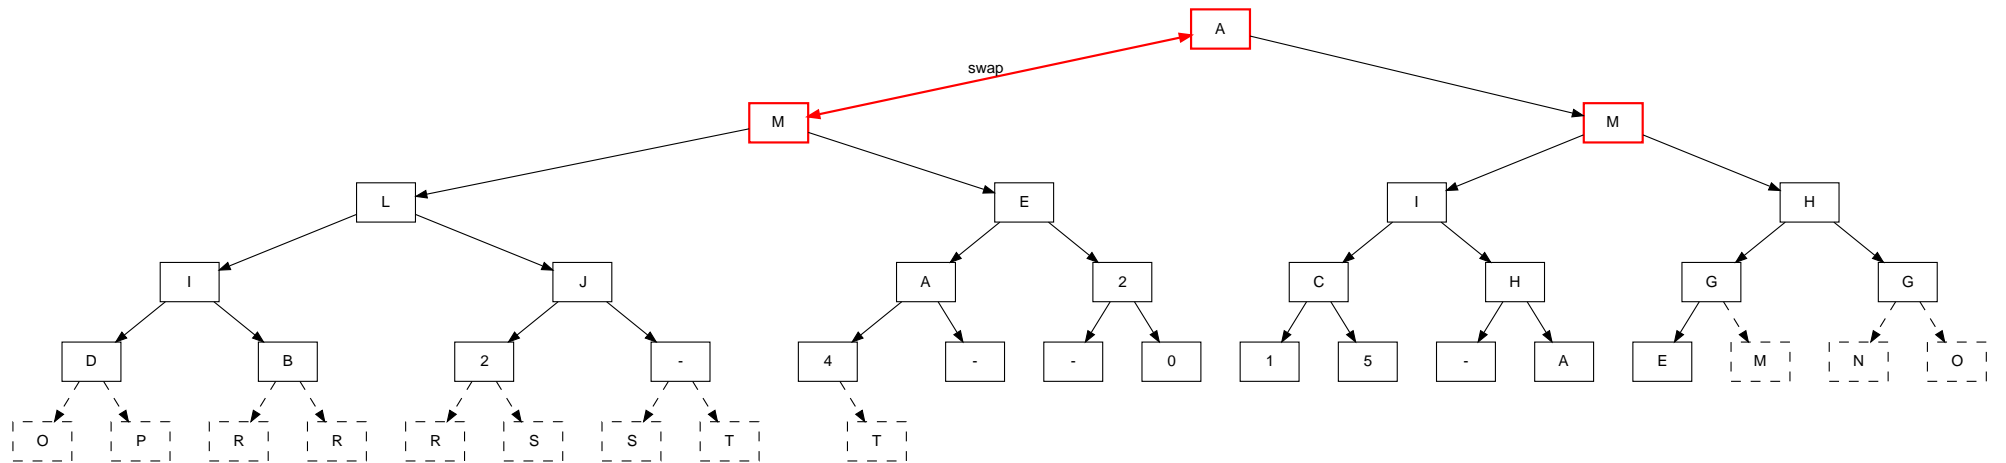 A
swap
M M
L E I H
I J A 2 C H G G
D B 2 - 4 - - 0 1 5 - A E M N O
O P R R R S S T T